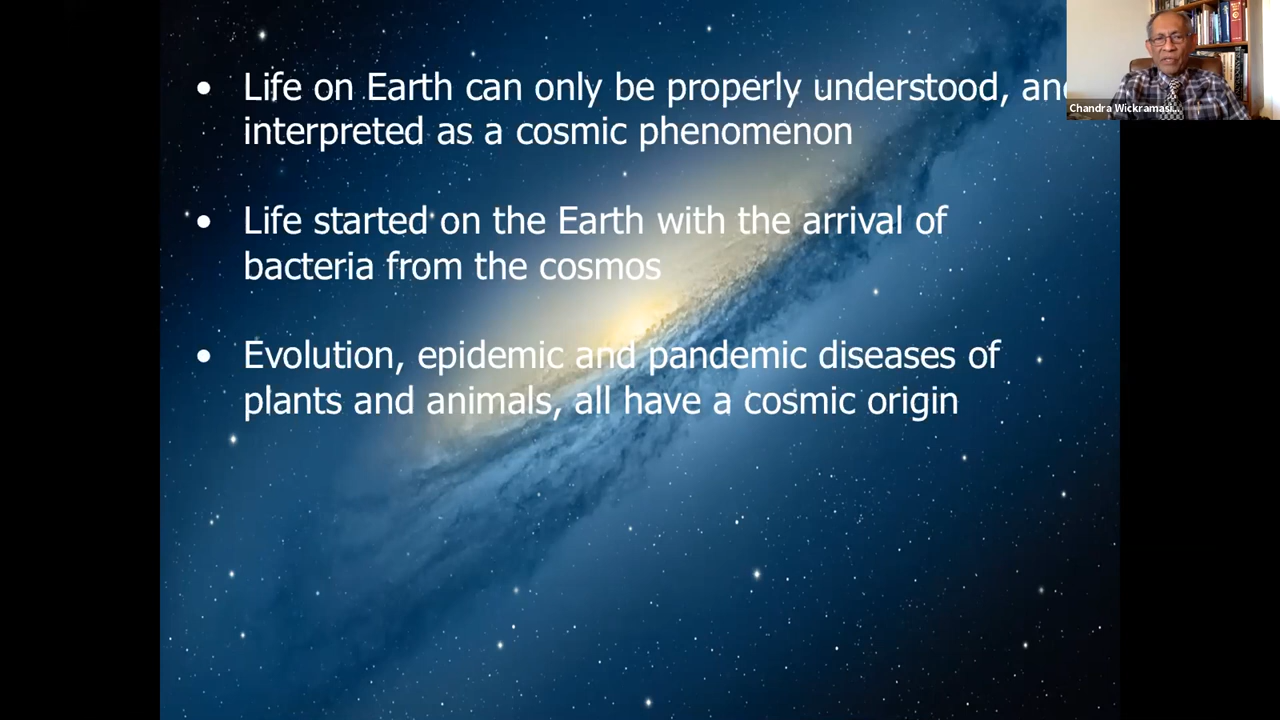 • Life on Earth can only be properly understood, and
interpreted as a cosmic phenomenon
• Life started on the Earth with the arrival of
bacteria from the cosmos
• Evolution, epidemic and pandemic diseases of
plants and animals, all have a cosmic origin
Chandra Wickramasi...